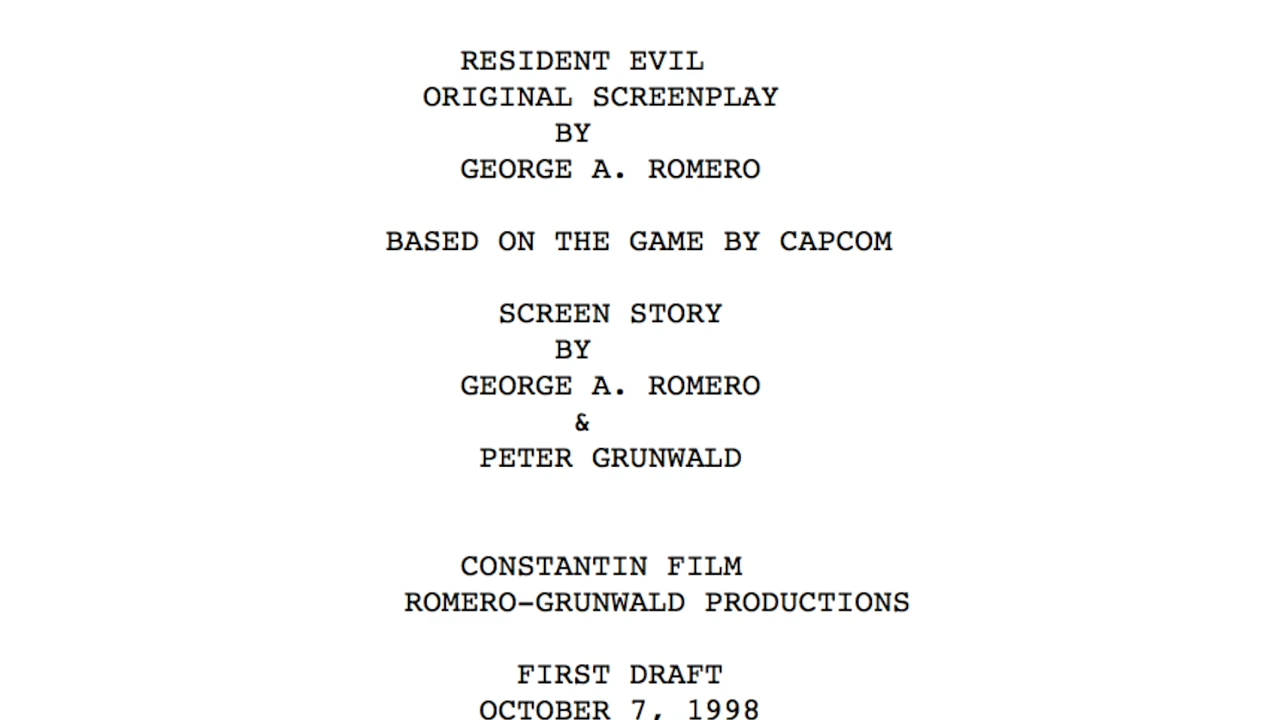 RESIDENT EVIL
ORIGINAL SCREENPLAY
BY
GEORGE A. ROMERO
BASED ON THE GAME BY CAPCOM
SCREEN STORY
BY
GEORGE A. ROMERO
&
PETER GRUNWALD
CONSTANTIN FILM
ROMERO-GRUNWALD PRODUCTIONS
FIRST DRAFT
OCTOBER 7, 1998